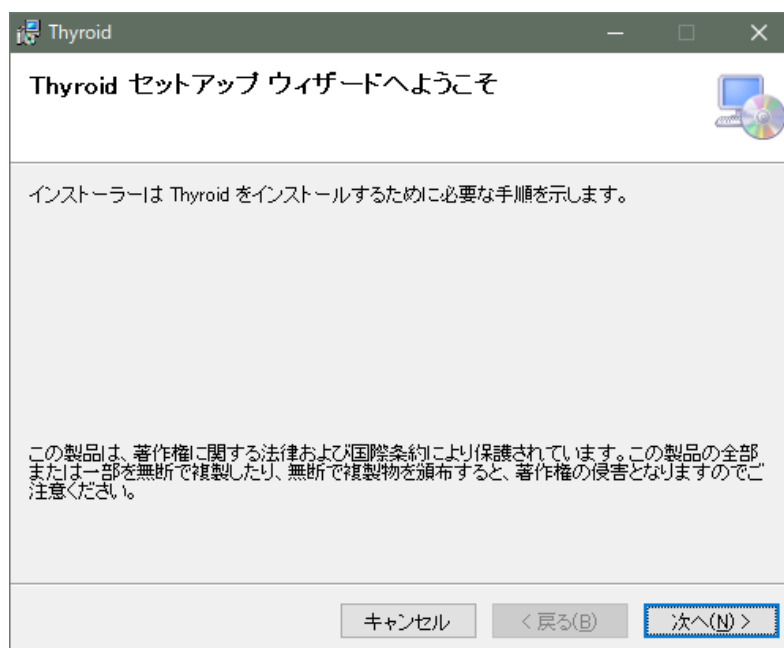 Thyroid
Thyroid セットアップ ウィザードへようこそ
インストーラーは Thyroid をインストールするために必要な手順を示します。
この製品は、著作権に関する法律および国際条約により保護されています。この製品の全部
または一部を無断で複製したり、無断で複製物を頒布すると、著作権の侵害となりますのでご
注意ください。
キャンセル
< 戻る(B)
次へ(N) >